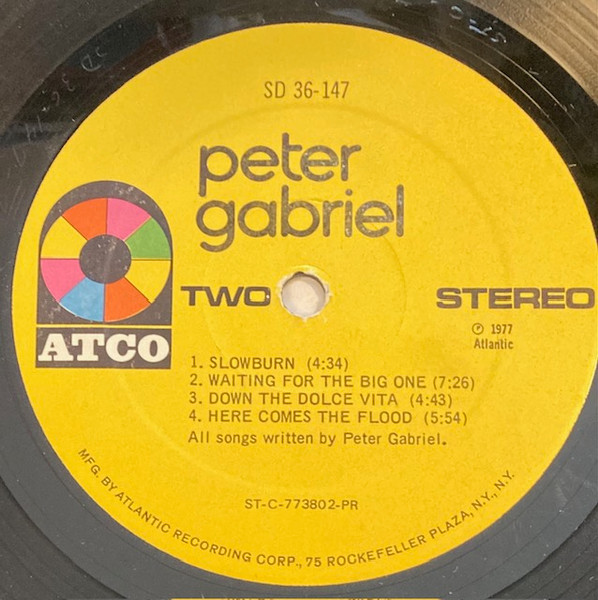 SD 36-147
peter
gabriel
TWO
STEREO
ATCO
℗ 1977
Atlantic
1. SLOWBURN (4:34)
2. WAITING FOR THE BIG ONE (7:26)
3. DOWN THE DOLCE VITA (4:43)
4. HERE COMES THE FLOOD (5:54)
All songs written by Peter Gabriel.
ST-C-773802-PR
MFG. BY ATLANTIC RECORDING CORP., 75 ROCKEFELLER PLAZA, N.Y., N.Y.